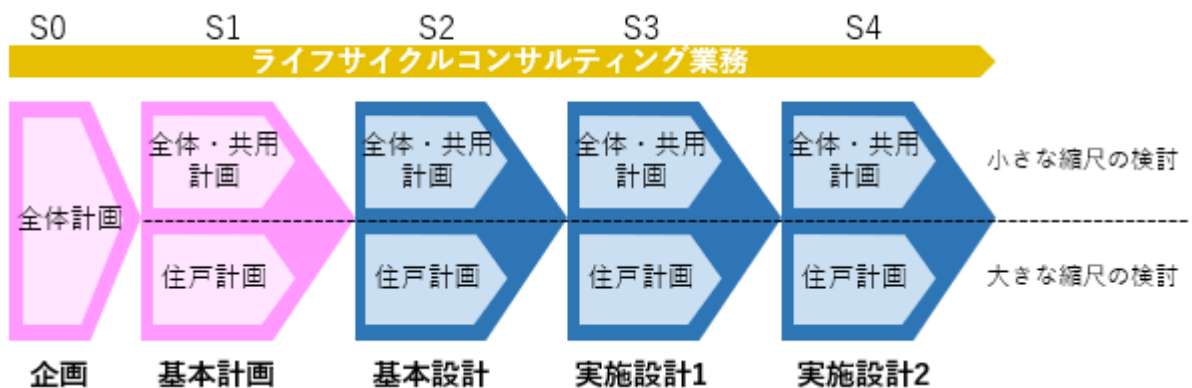 S0 S1 S2 S3 S4
ライフサイクルコンサルティング業務
全体・共用 全体・共用 全体・共用 全体・共用
計画 計画 計画 計画
小さな縮尺の検討
全体計画
住戸計画 住戸計画 住戸計画 住戸計画
大きな縮尺の検討
企画 基本計画 基本設計 実施設計1 実施設計2